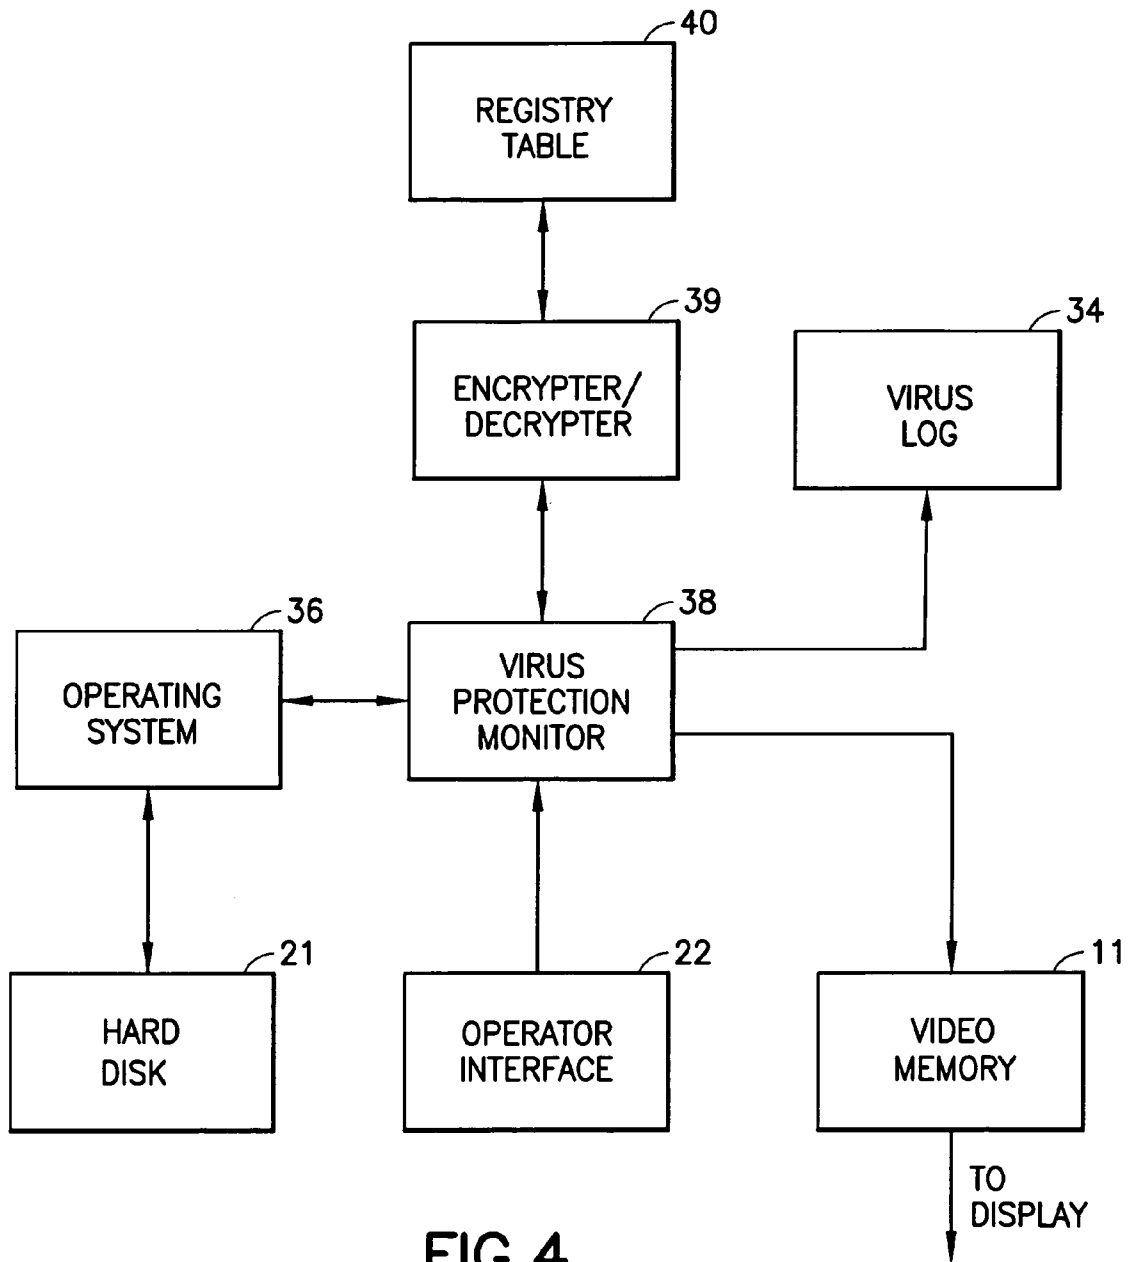 40
REGISTRY
TABLE
39
ENCRYPTER/
DECRYPTER
34
VIRUS
LOG
36
OPERATING
SYSTEM
38
VIRUS
PROTECTION
MONITOR
21
HARD
DISK
22
OPERATOR
INTERFACE
11
VIDEO
MEMORY
TO
DISPLAY
FIG. 4